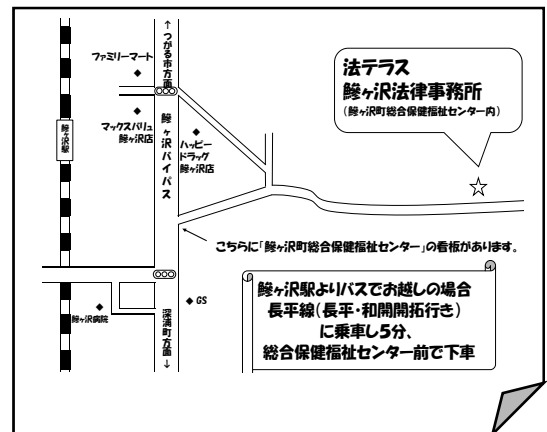 ↑つがる市方面
ファミリーマート
法テラス
鰺ヶ沢法律事務所
(鰺ヶ沢町総合保健福祉センター内)
マックスバリュ
鰺ヶ沢店
鰺ヶ沢駅
鰺ヶ沢バイパス
ハッピー
ドラッグ
鰺ヶ沢店
こちらに「鰺ヶ沢町総合保健福祉センター」の看板があります。
鰺ヶ沢駅よりバスでお越しの場合
長平線(長平・和開開拓行き)
に乗車し5分、
総合保健福祉センター前で下車
GS
鰺ヶ沢病院
深浦町方面↓